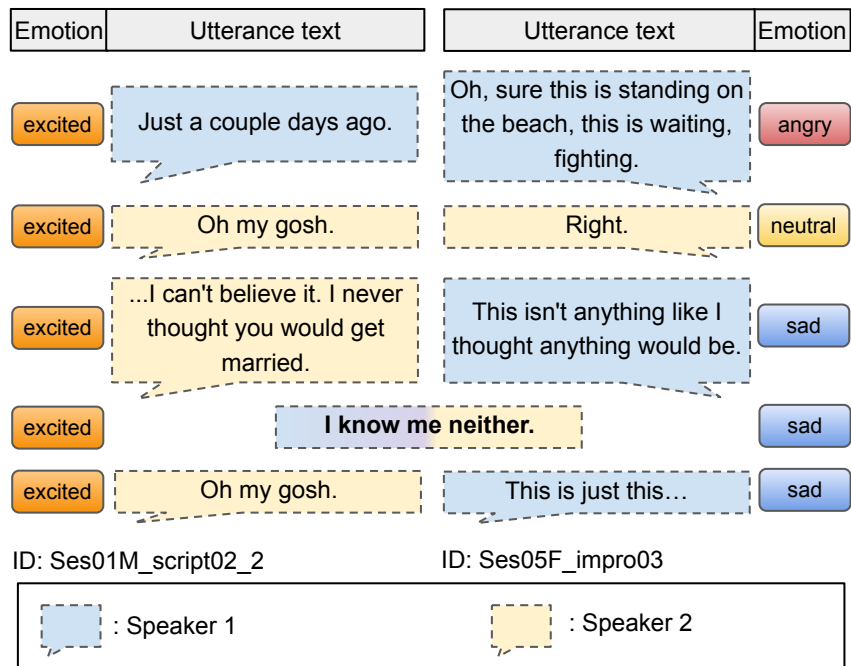 Emotion Utterance text Utterance text Emotion
excited
Just a couple days ago.
Oh, sure this is standing on
the beach, this is waiting,
fighting.
angry
excited
Oh my gosh.
Right.
neutral
excited
...I can't believe it. I never
thought you would get
married.
This isn't anything like I
thought anything would be.
sad
excited
I know me neither.
sad
excited
Oh my gosh.
This is just this…
sad
ID: Ses01M_script02_2
ID: Ses05F_impro03
: Speaker 1
: Speaker 2